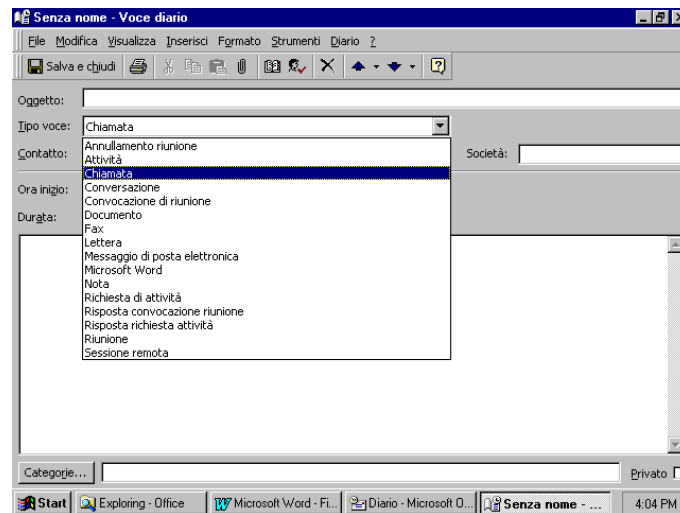 Senza nome - Voce diario
File Modifica Visualizza Inserisci Formato Strumenti Diario ?
Salva e chiudi
Oggetto:
Tipo voce: Chiamata
Contatto: Società:
Annullamento riunione
Attività
Chiamata
Conversazione
Convocazione di riunione
Documento
Fax
Lettera
Messaggio di posta elettronica
Microsoft Word
Nota
Richiesta di attività
Risposta convocazione riunione
Risposta richiesta attività
Riunione
Sessione remota
Ora inizio:
Durata:
Categorie... Privato
Start Exploring - Office Microsoft Word - Fi... Diario - Microsoft O... Senza nome - ... 4:04 PM